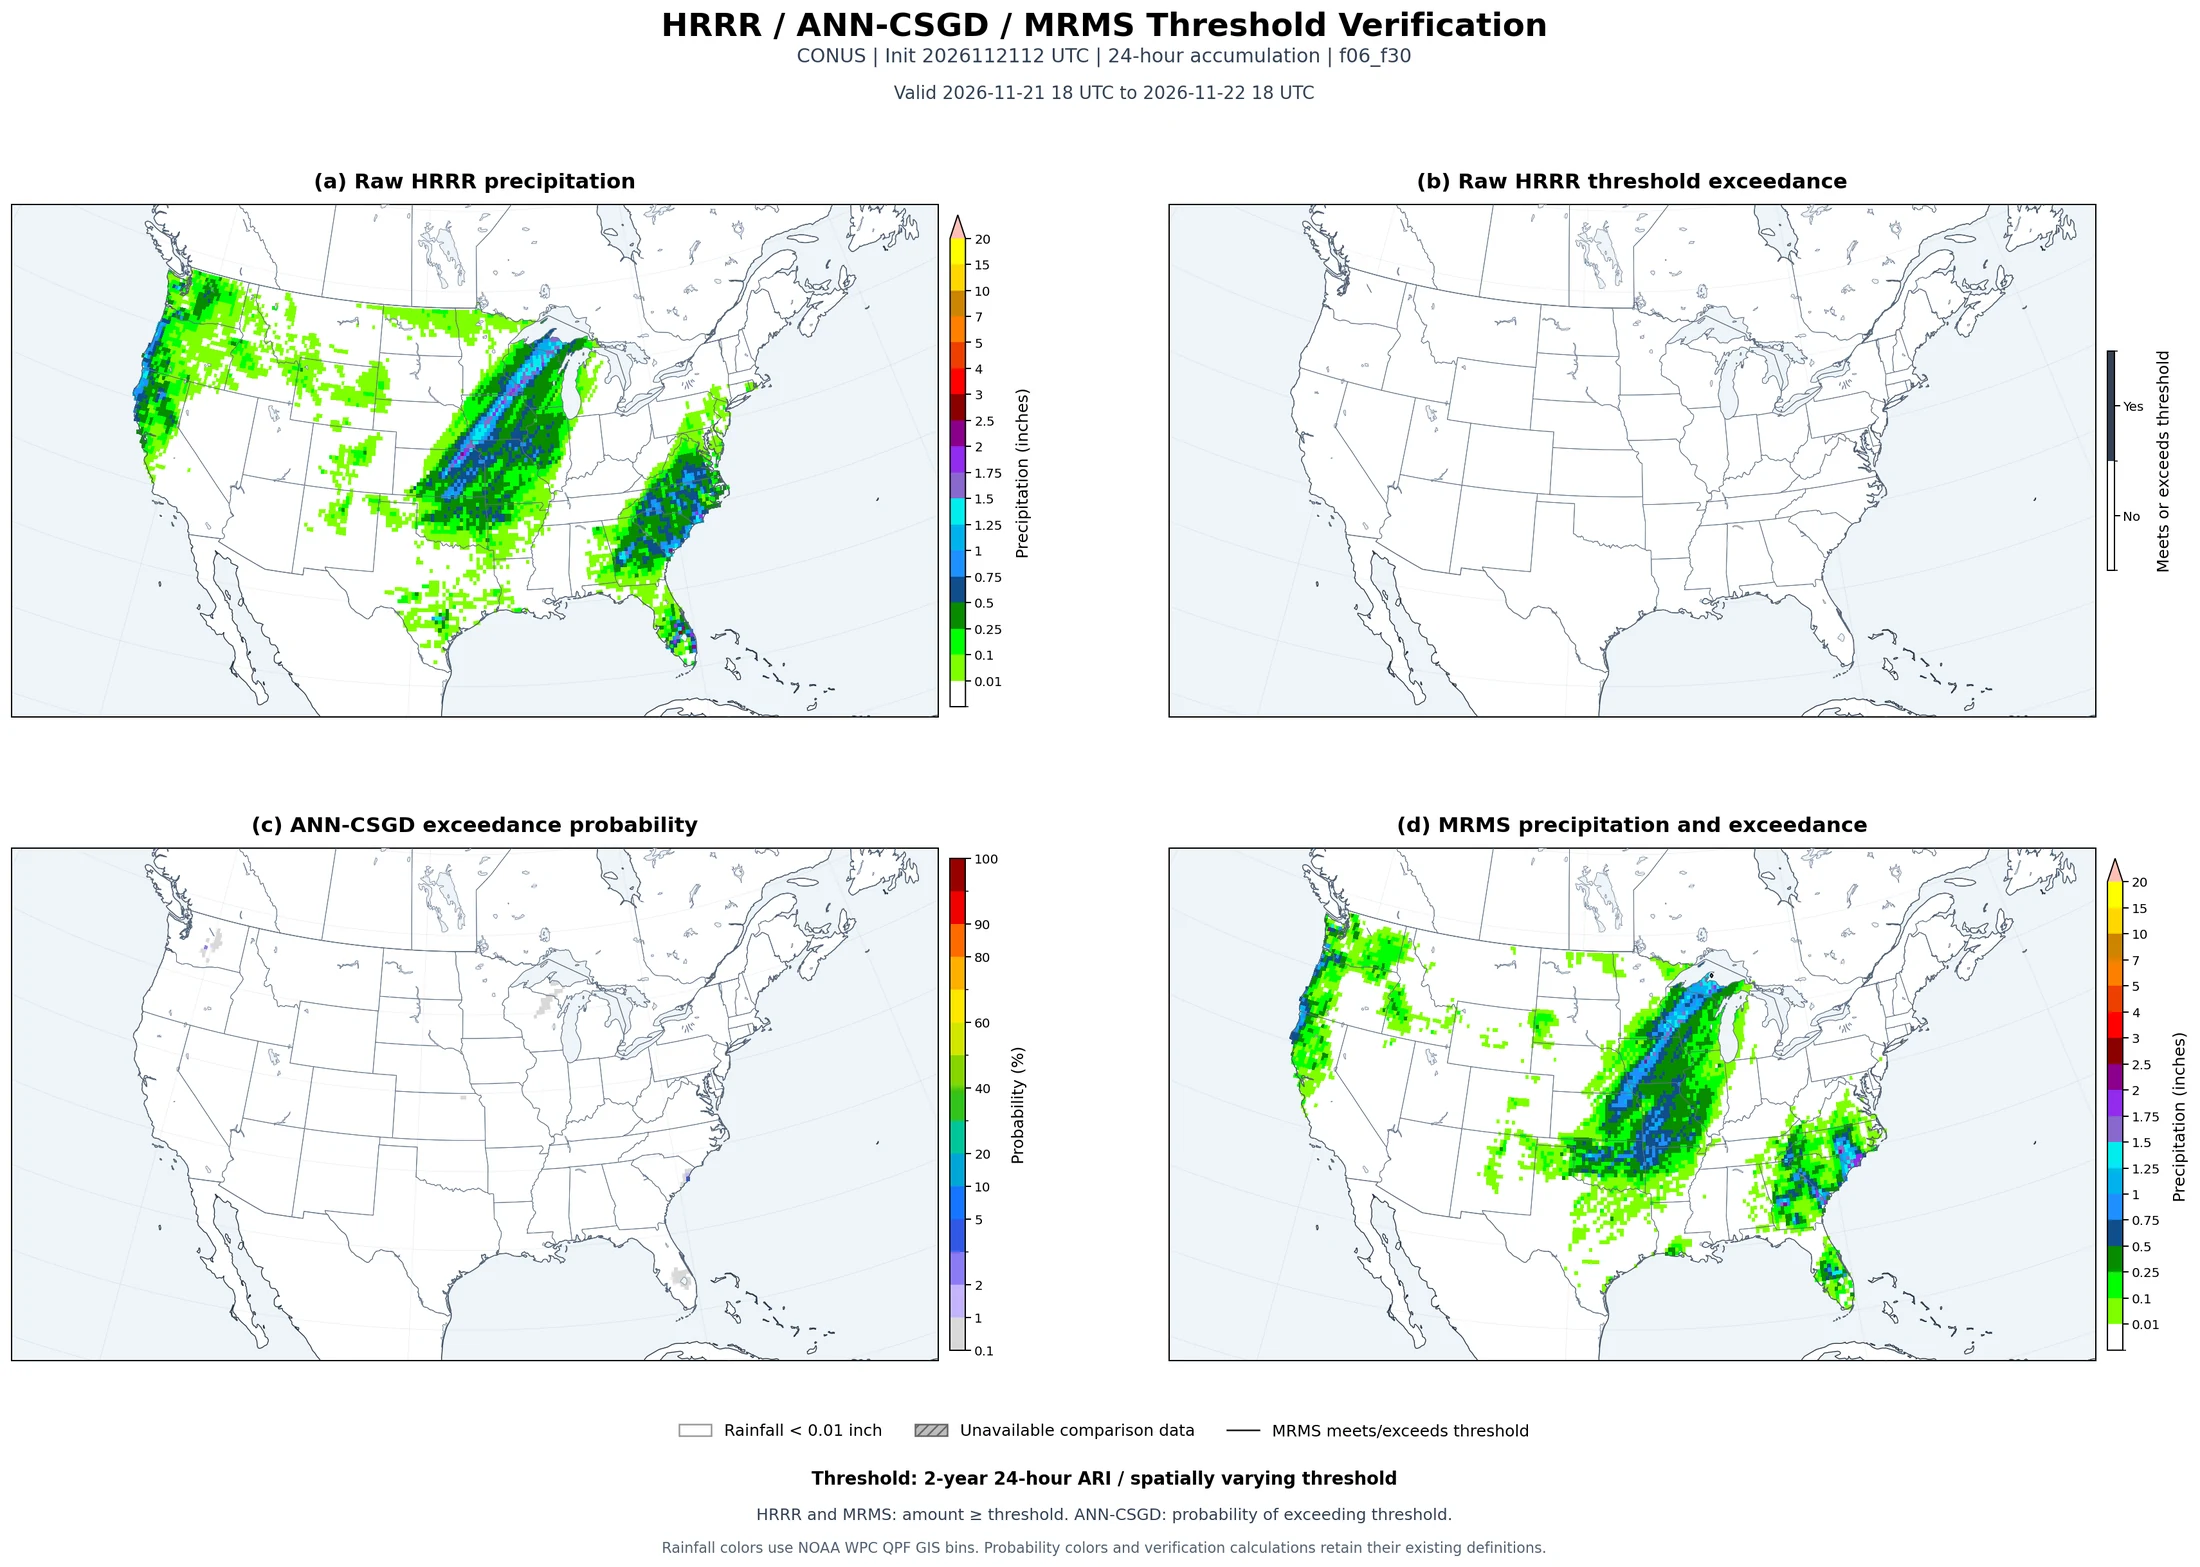 HRRR / ANN-CSGD / MRMS Threshold Verification
CONUS | Init 2026112112 UTC | 24-hour accumulation | f06_f30
Valid 2026-11-21 18 UTC to 2026-11-22 18 UTC
(a) Raw HRRR precipitation
20
15
10
7
5
4
3
2.5
2
1.75
1.5
1.25
1
0.75
0.5
0.25
0.1
0.01
Precipitation (inches)
(b) Raw HRRR threshold exceedance
Yes
No
Meets or exceeds threshold
(c) ANN-CSGD exceedance probability
100
90
80
60
40
20
10
5
2
1
0.1
Probability (%)
(d) MRMS precipitation and exceedance
20
15
10
7
5
4
3
2.5
2
1.75
1.5
1.25
1
0.75
0.5
0.25
0.1
0.01
Precipitation (inches)
Rainfall < 0.01 inch
Unavailable comparison data
MRMS meets/exceeds threshold
Threshold: 2-year 24-hour ARI / spatially varying threshold
HRRR and MRMS: amount ≥ threshold. ANN-CSGD: probability of exceeding threshold.
Rainfall colors use NOAA WPC QPF GIS bins. Probability colors and verification calculations retain their existing definitions.